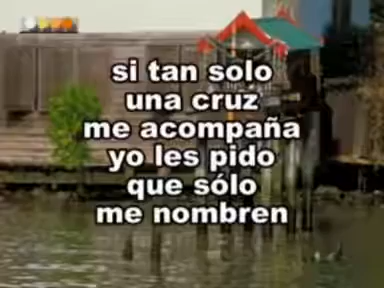 si tan solo
una cruz
me acompaña
yo les pido
que sólo
me nombren